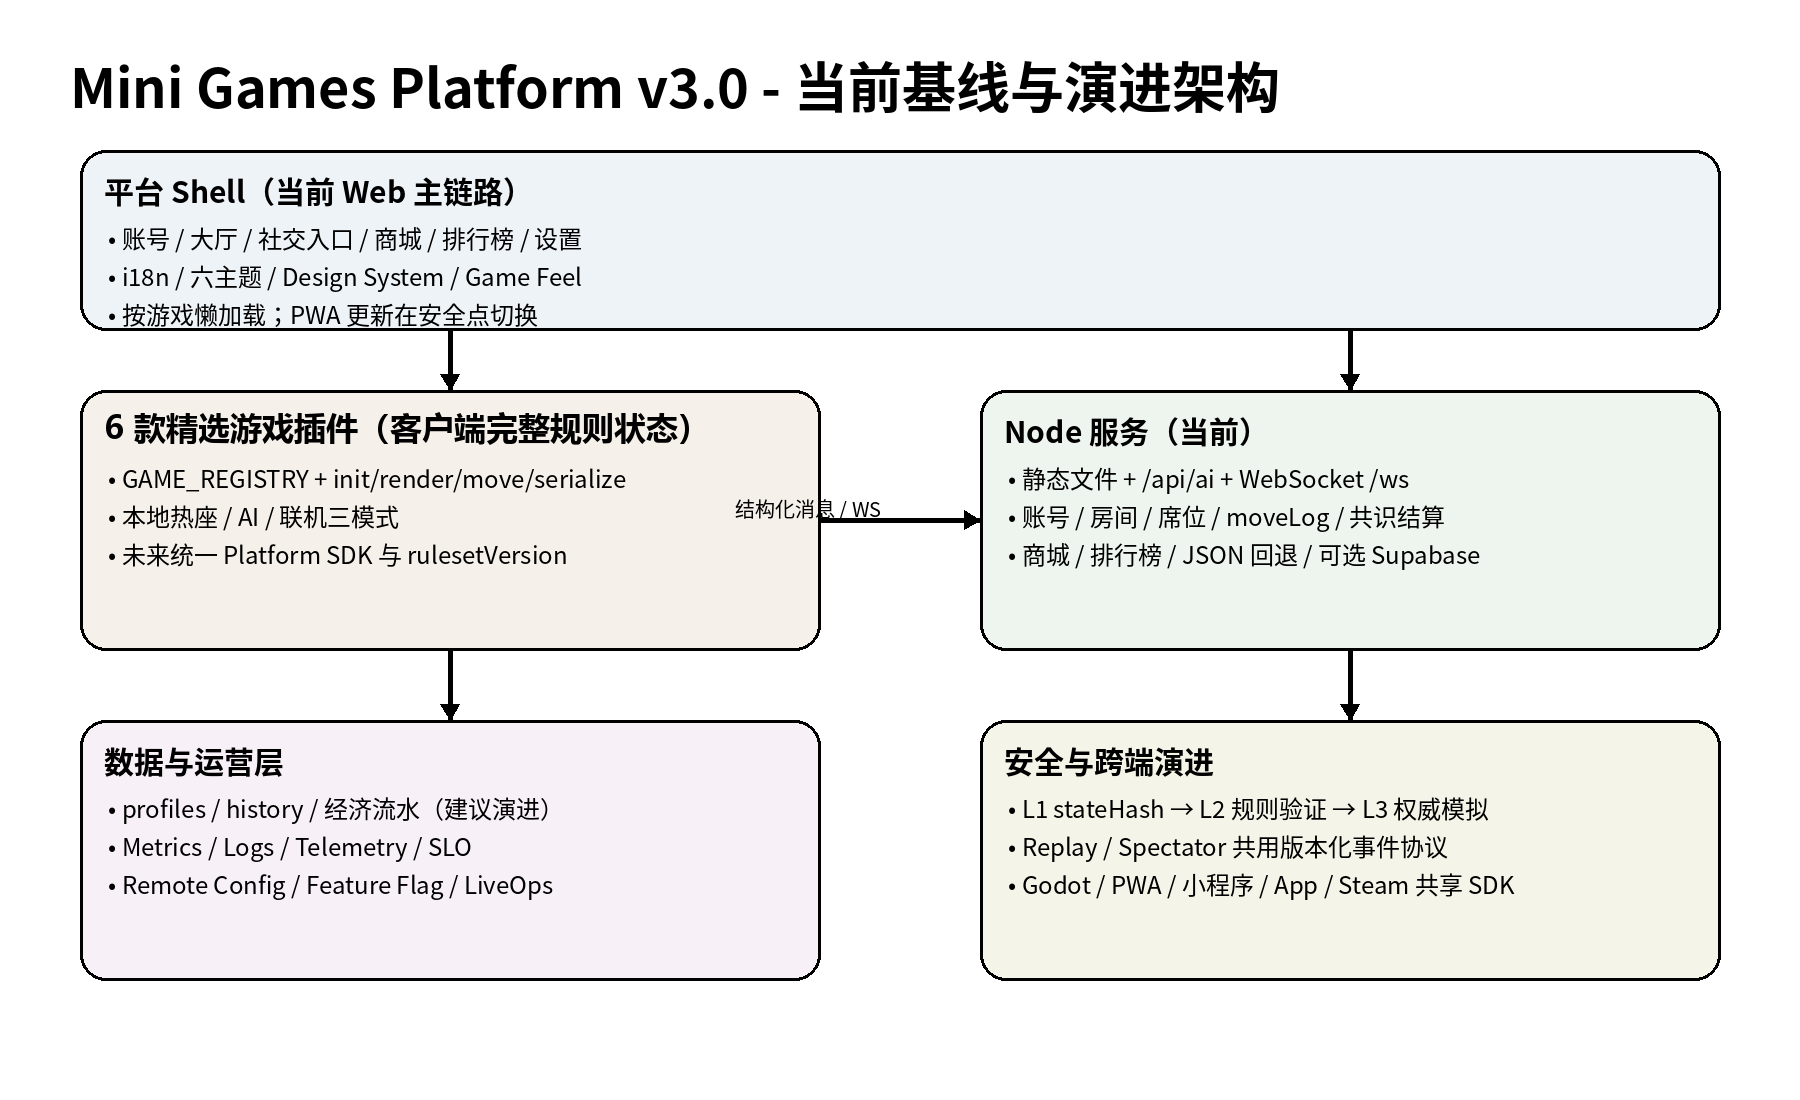 Mini Games Platform v3.0 - 当前基线与演进架构
平台 Shell（当前 Web 主链路）
• 账号 / 大厅 / 社交入口 / 商城 / 排行榜 / 设置
• i18n / 六主题 / Design System / Game Feel
• 按游戏懒加载；PWA 更新在安全点切换
6 款精选游戏插件（客户端完整规则状态）
• GAME_REGISTRY + init/render/move/serialize
• 本地热座 / AI / 联机三模式
• 未来统一 Platform SDK 与 rulesetVersion
结构化消息 / WS
Node 服务（当前）
• 静态文件 + /api/ai + WebSocket /ws
• 账号 / 房间 / 席位 / moveLog / 共识结算
• 商城 / 排行榜 / JSON 回退 / 可选 Supabase
数据与运营层
• profiles / history / 经济流水（建议演进）
• Metrics / Logs / Telemetry / SLO
• Remote Config / Feature Flag / LiveOps
安全与跨端演进
• L1 stateHash → L2 规则验证 → L3 权威模拟
• Replay / Spectator 共用版本化事件协议
• Godot / PWA / 小程序 / App / Steam 共享 SDK